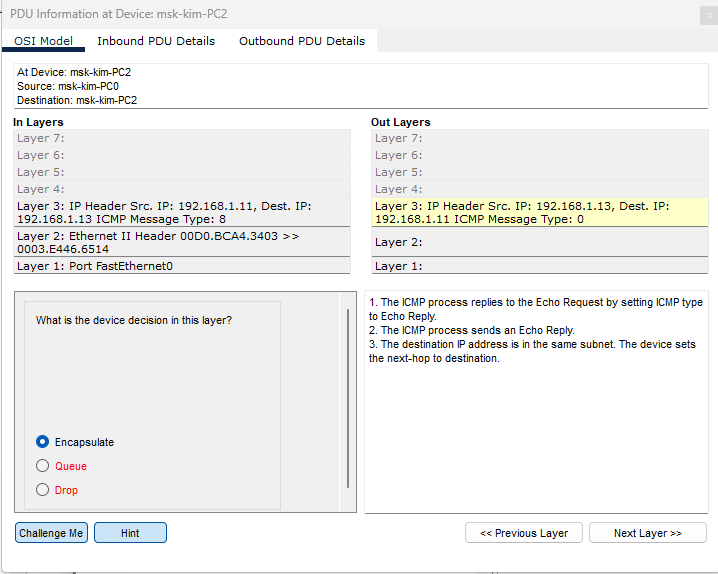 PDU Information at Device: msk-kim-PC2
x
OSI Model Inbound PDU Details Outbound PDU Details
At Device: msk-kim-PC2
Source: msk-kim-PC0
Destination: msk-kim-PC2
In Layers
Layer 7:
Layer 6:
Layer 5:
Layer 4:
Layer 3: IP Header Src. IP: 192.168.1.11, Dest. IP:
192.168.1.13 ICMP Message Type: 8
Layer 2: Ethernet II Header 00D0.BCA4.3403 >>
0003.E446.6514
Layer 1: Port FastEthernet0
Out Layers
Layer 7:
Layer 6:
Layer 5:
Layer 4:
Layer 3: IP Header Src. IP: 192.168.1.13, Dest. IP:
192.168.1.11 ICMP Message Type: 0
Layer 2:
Layer 1:
What is the device decision in this layer?
Encapsulate
Queue
Drop
1. The ICMP process replies to the Echo Request by setting ICMP type
to Echo Reply.
2. The ICMP process sends an Echo Reply.
3. The destination IP address is in the same subnet. The device sets
the next-hop to destination.
Challenge Me Hint << Previous Layer Next Layer >>